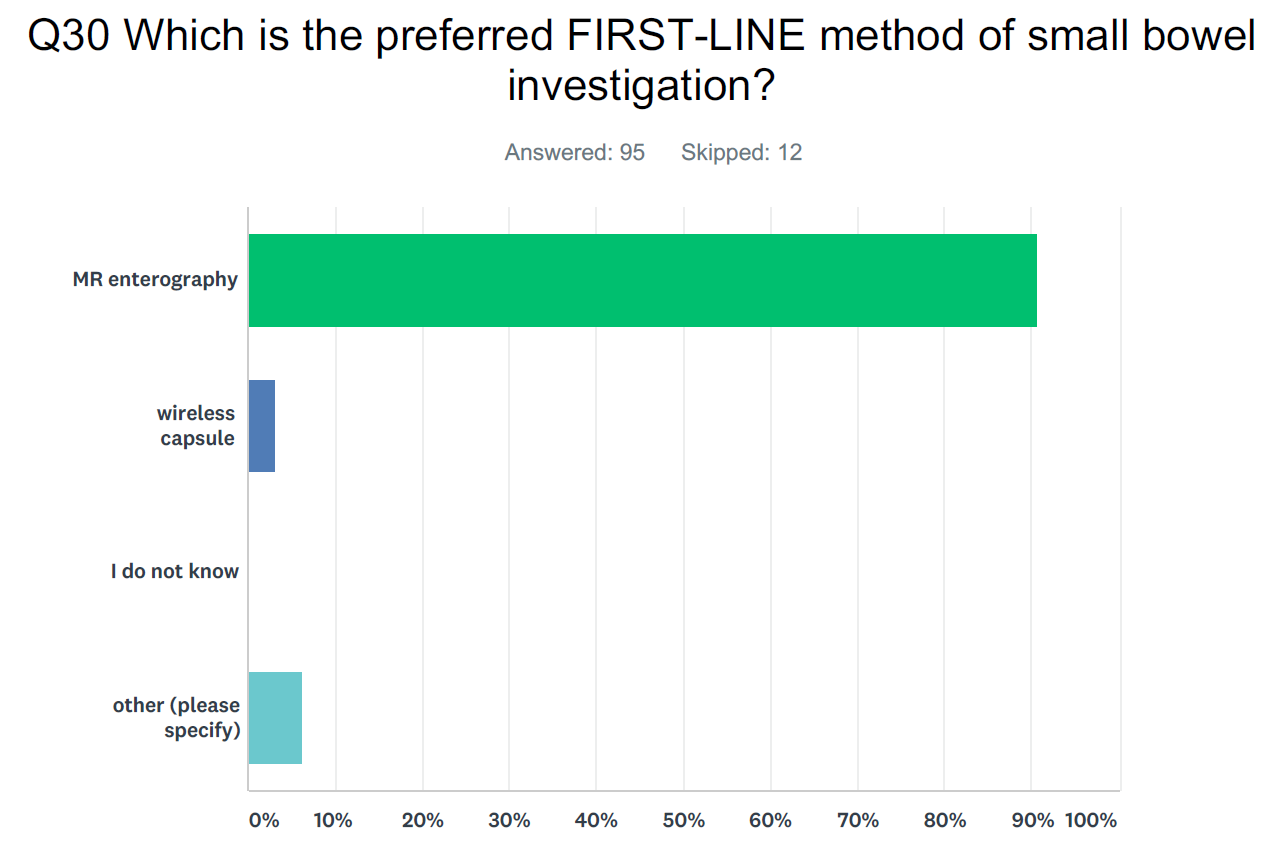 Q30 Which is the preferred FIRST-LINE method of small bowel
investigation?
Answered: 95 Skipped: 12
MR enterography
wireless
capsule
I do not know
other (please
specify)
0% 10% 20% 30% 40% 50% 60% 70% 80% 90% 100%